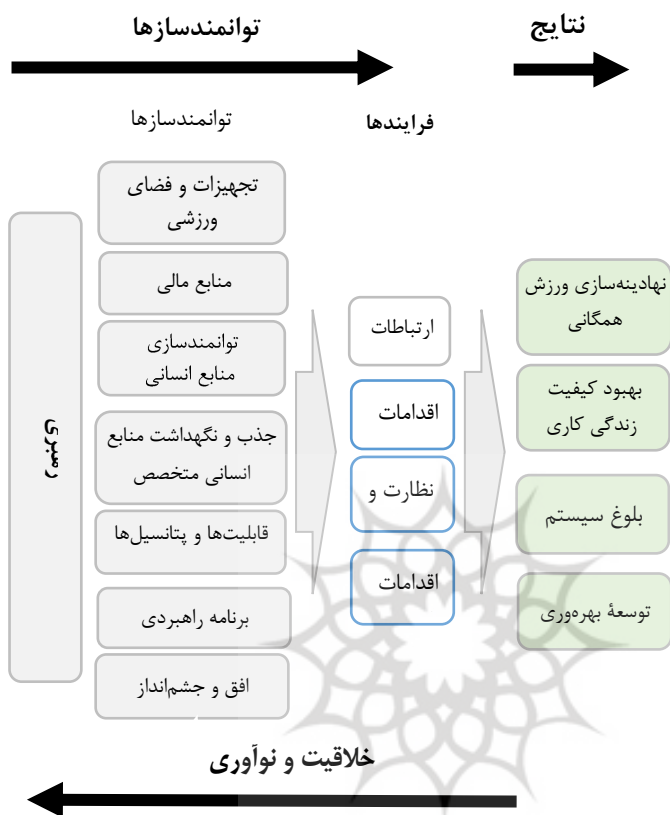 توانمندسازها
نتایج
توانمندسازها
فرایندها
رهبری
تجهیزات و فضای
ورزشی
منابع مالی
توانمندسازی
منابع انسانی
جذب و نگهداشت منابع
انسانی متخصص
قابلیت‌ها و پتانسیل‌ها
برنامه راهبردی
افق و چشم‌انداز
ارتباطات
اقدامات
نظارت و
اقدامات
نهادینه‌سازی ورزش
همگانی
بهبود کیفیت
زندگی کاری
بلوغ سیستم
توسعهٔ بهره‌وری
خلاقیت و نوآوری